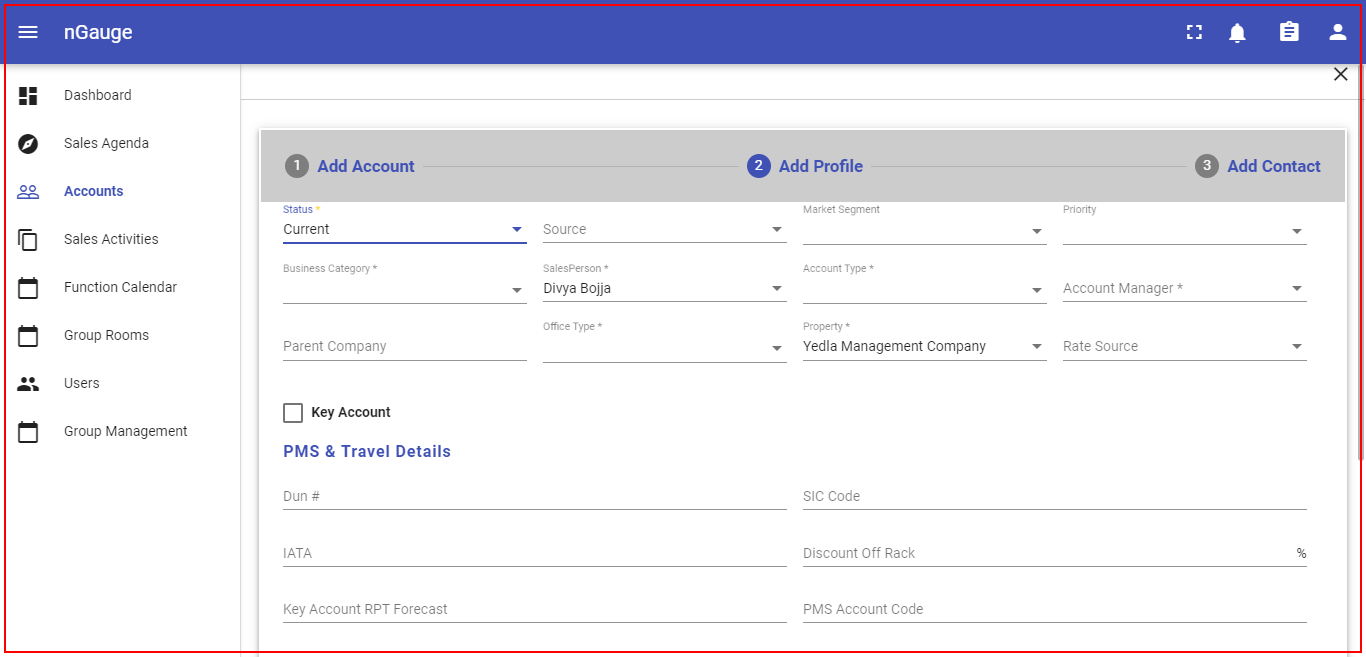 nGauge
Dashboard
Sales Agenda
Accounts
Sales Activities
Function Calendar
Group Rooms
Users
Group Management
1 Add Account 2 Add Profile 3 Add Contact
Status * Market Segment Priority
Current Source
Business Category * SalesPerson * Account Type *
Divya Bojja Account Manager *
Office Type * Property *
Parent Company Yedla Management Company Rate Source
Key Account
PMS & Travel Details
Dun # SIC Code
IATA Discount Off Rack %
Key Account RPT Forecast PMS Account Code